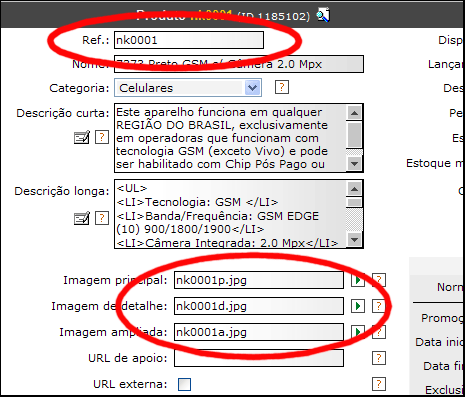 Produto nk0001 (ID 1185102)
Ref.: nk0001
Nome: 7373 Preto GSM c/ Câmera 2.0 Mpx
Categoria: Celulares ?
Descrição curta: Este aparelho funciona em qualquer
REGIÃO DO BRASIL, exclusivamente
? em operadoras que funcionam com
tecnologia GSM (exceto Vivo) e pode
ser habilitado com Chip Pós Pago ou
Descrição longa: <UL>
<LI>Tecnologia: GSM </LI>
? <LI>Banda/Frequência: GSM EDGE
(10) 900/1800/1900</LI>
<LI>Câmera Integrada: 2.0 Mpx</LI>
Imagem principal: nk0001p.jpg ?
Imagem de detalhe: nk0001d.jpg ?
Imagem ampliada: nk0001a.jpg ?
URL de apoio: ?
URL externa: ?
Disp
Lança
Des
Pe
E
Estoque m
Norm
Promoç
Data inic
Data fi
Exclusi